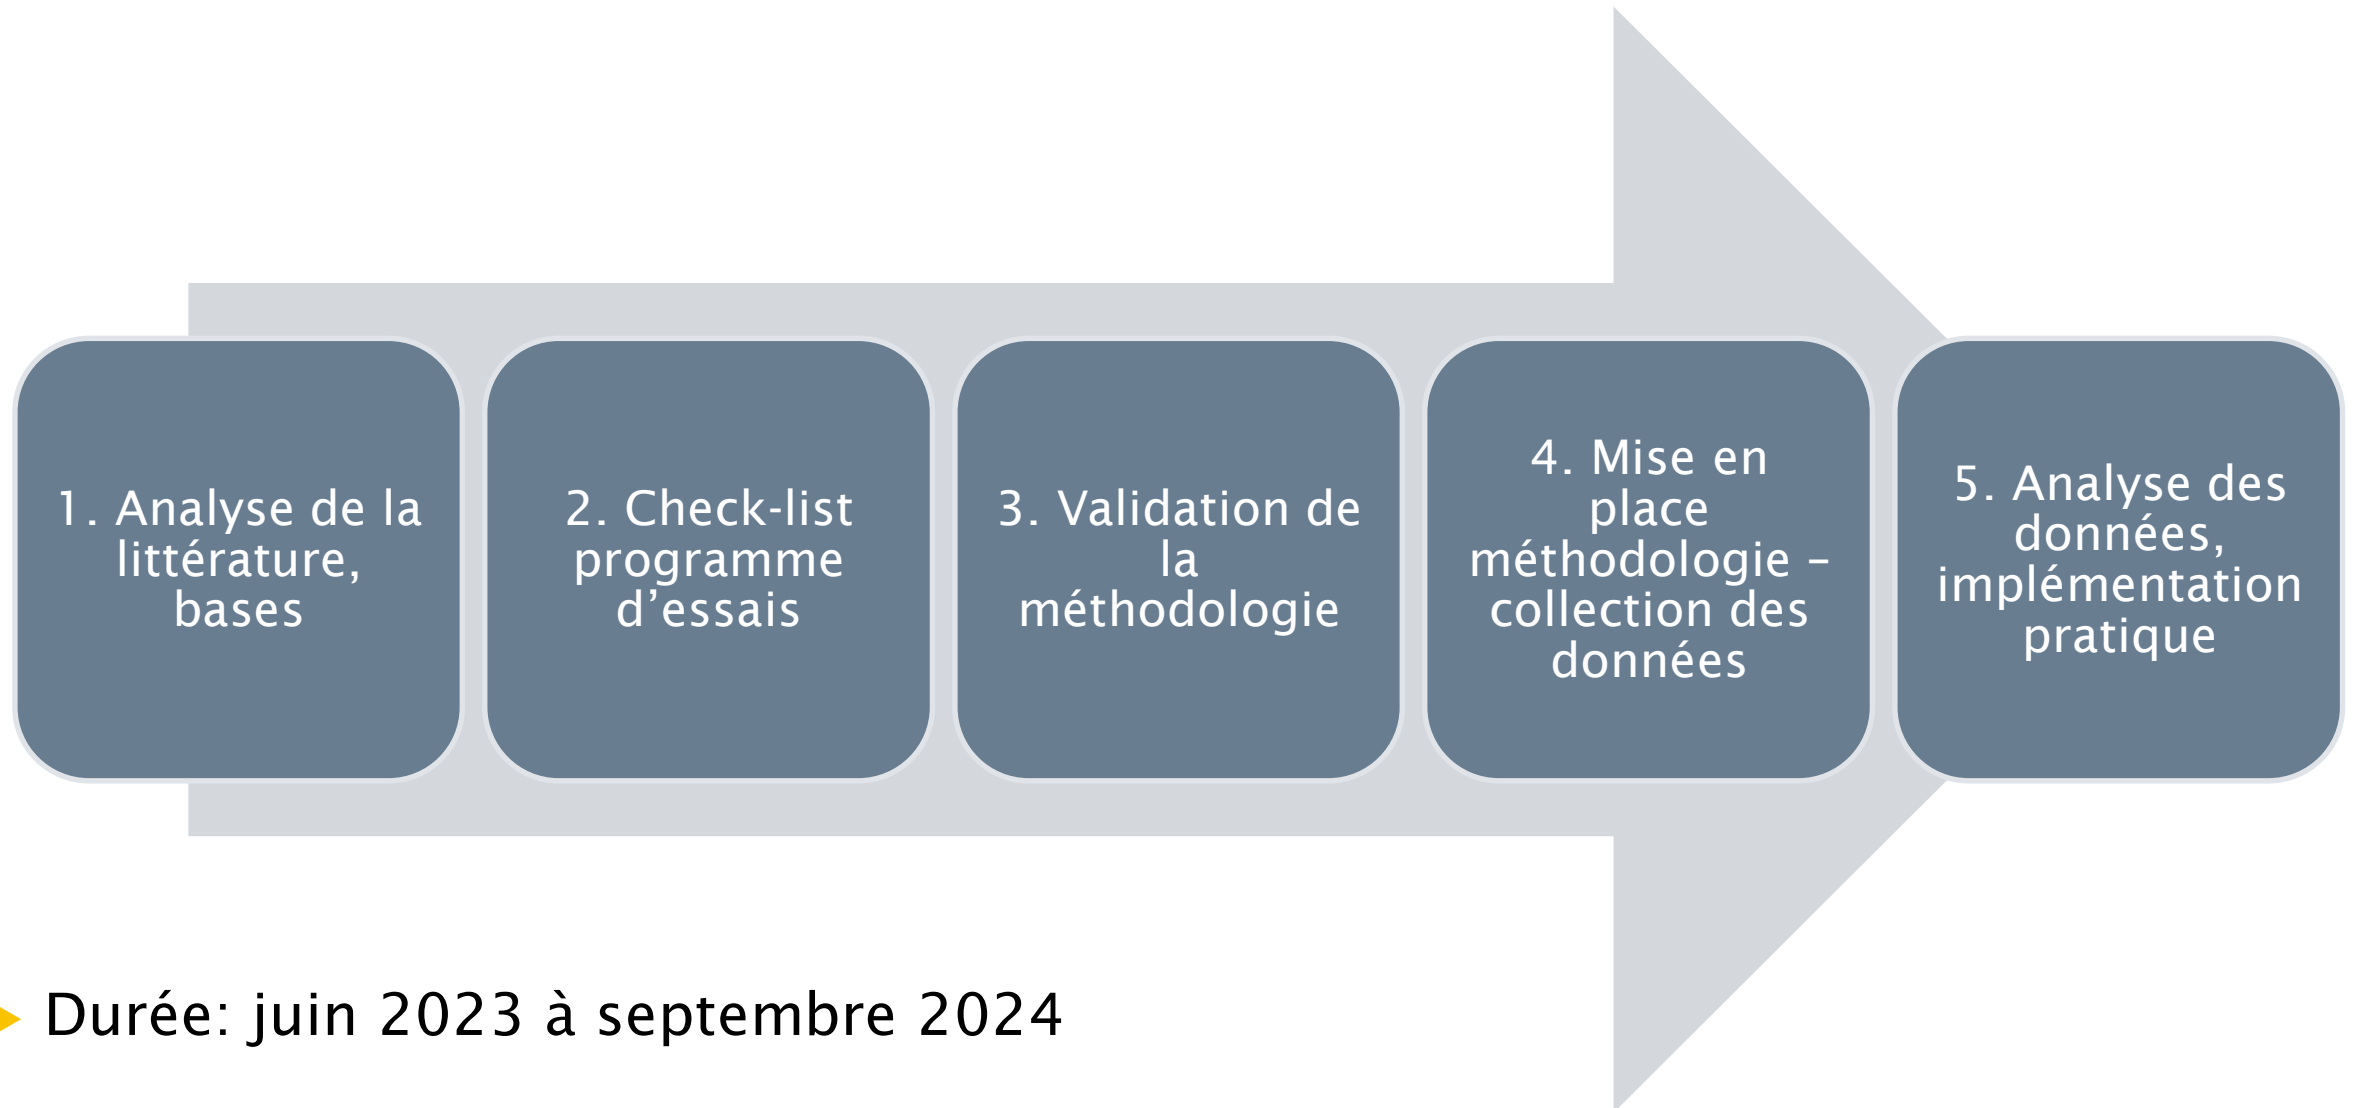 1. Analyse de la
littérature,
bases
2. Check-list
programme
d’essais
3. Validation de
la
méthodologie
4. Mise en
place
méthodologie –
collection des
données
5. Analyse des
données,
implémentation
pratique
Durée: juin 2023 à septembre 2024